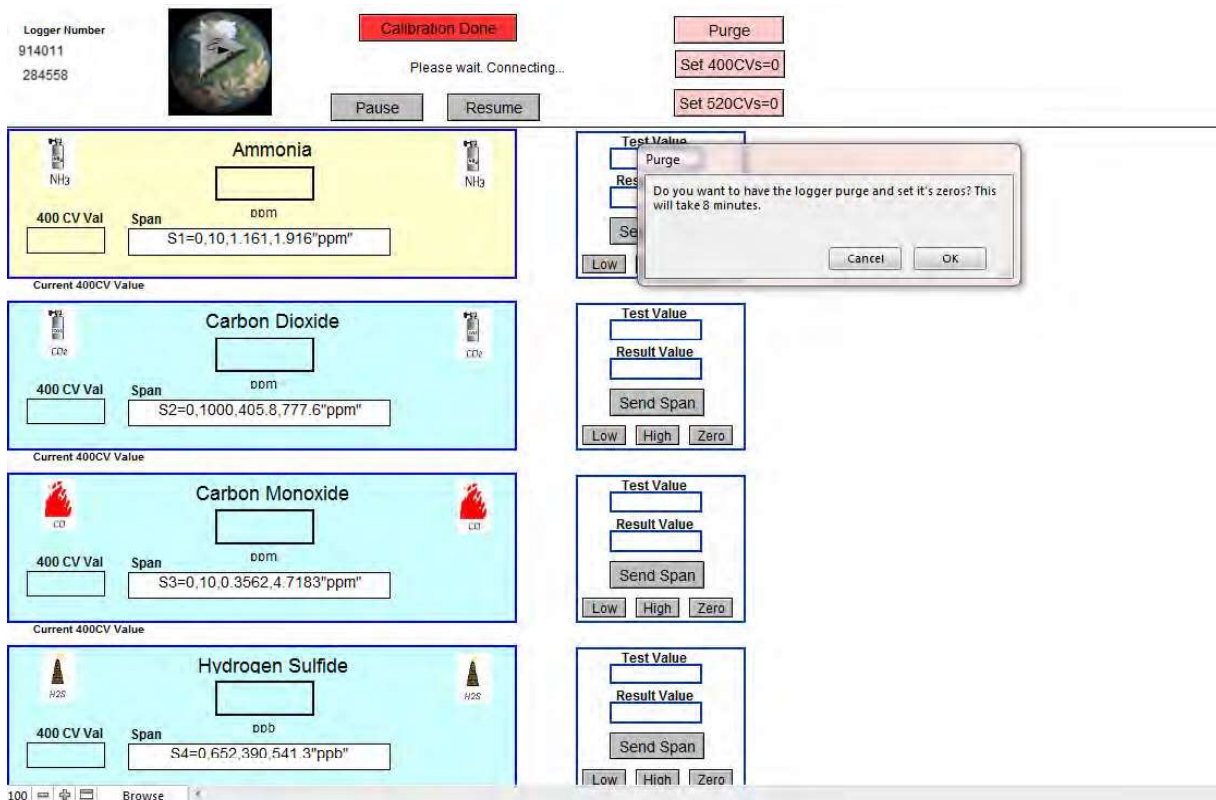 Logger Number
914011
284558
Calibration Done
Please wait. Connecting...
Pause
Resume
Purge
Set 400CVs=0
Set 520CVs=0
NH3
Ammonia
NH3
ppm
400 CV Val
Span
S1=0,10,1.161,1.916"ppm"
Current 400CV Value
Test Value
Res
Se
Low
Purge
Do you want to have the logger purge and set it's zeros? This
will take 8 minutes.
Cancel
OK
CO2
Carbon Dioxide
CO2
ppm
400 CV Val
Span
S2=0,1000,405.8,777.6"ppm"
Current 400CV Value
Test Value
Result Value
Send Span
Low
High
Zero
CO
Carbon Monoxide
CO
ppm
400 CV Val
Span
S3=0,10,0.3562,4.7183"ppm"
Current 400CV Value
Test Value
Result Value
Send Span
Low
High
Zero
H2S
Hydrogen Sulfide
H2S
ppb
400 CV Val
Span
S4=0,652,390,541.3"ppb"
Test Value
Result Value
Send Span
Low
High
Zero
100
Browse